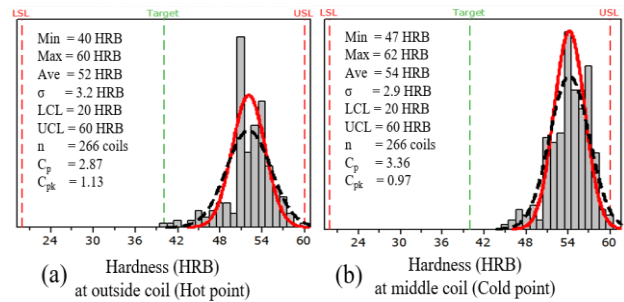 LSL Target USL
Min = 40 HRB
Max = 60 HRB
Ave = 52 HRB
σ = 3.2 HRB
LCL = 20 HRB
UCL = 60 HRB
n = 266 coils
Cp = 2.87
Cpk = 1.13
24 30 36 42 48 54 60
(a) Hardness (HRB)
at outside coil (Hot point)
LSL Target USL
Min = 47 HRB
Max = 62 HRB
Ave = 54 HRB
σ = 2.9 HRB
LCL = 20 HRB
UCL = 60 HRB
n = 266 coils
Cp = 3.36
Cpk = 0.97
24 30 36 42 48 54 60
(b) Hardness (HRB)
at middle coil (Cold point)